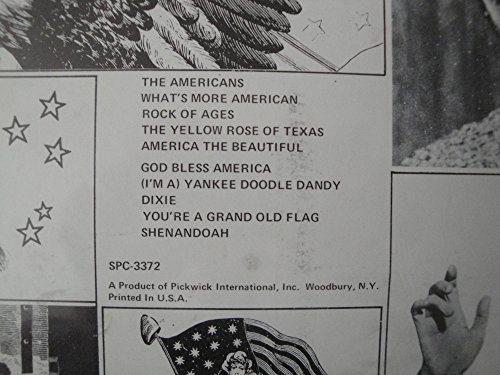 THE AMERICANS
WHAT'S MORE AMERICAN
ROCK OF AGES
THE YELLOW ROSE OF TEXAS
AMERICA THE BEAUTIFUL
GOD BLESS AMERICA
(I'M A) YANKEE DOODLE DANDY
DIXIE
YOU'RE A GRAND OLD FLAG
SHENANDOAH
SPC-3372
A Product of Pickwick International, Inc. Woodbury, N.Y.
Printed In U.S.A.